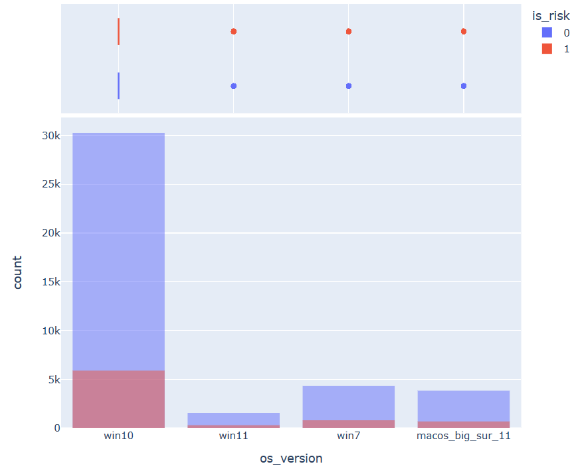 is_risk
0
1
30k
25k
20k
15k
10k
5k
0
count
win10
win11
win7
macos_big_sur_11
os_version